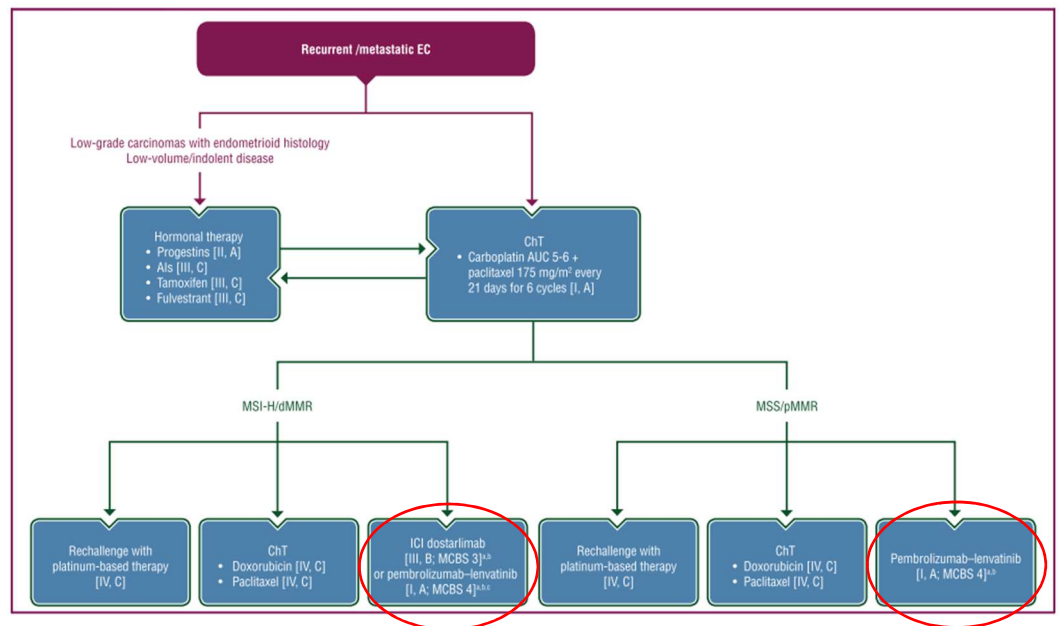 Recurrent /metastatic EC
Low-grade carcinomas with endometrioid histology
Low-volume/indolent disease
Hormonal therapy
• Progestins [II, A]
• AIs [III, C]
• Tamoxifen [III, C]
• Fulvestrant [III, C]
ChT
• Carboplatin AUC 5-6 +
paclitaxel 175 mg/m² every
21 days for 6 cycles [I, A]
MSI-H/dMMR
MSS/pMMR
Rechallenge with
platinum-based therapy
[IV, C]
ChT
• Doxorubicin [IV, C]
• Paclitaxel [IV, C]
ICI dostarlimab
[III, B; MCBS 3]a,b
or pembrolizumab–lenvatinib
[I, A; MCBS 4]a,b,c
Rechallenge with
platinum-based therapy
[IV, C]
ChT
• Doxorubicin [IV, C]
• Paclitaxel [IV, C]
Pembrolizumab–lenvatinib
[I, A; MCBS 4]a,b